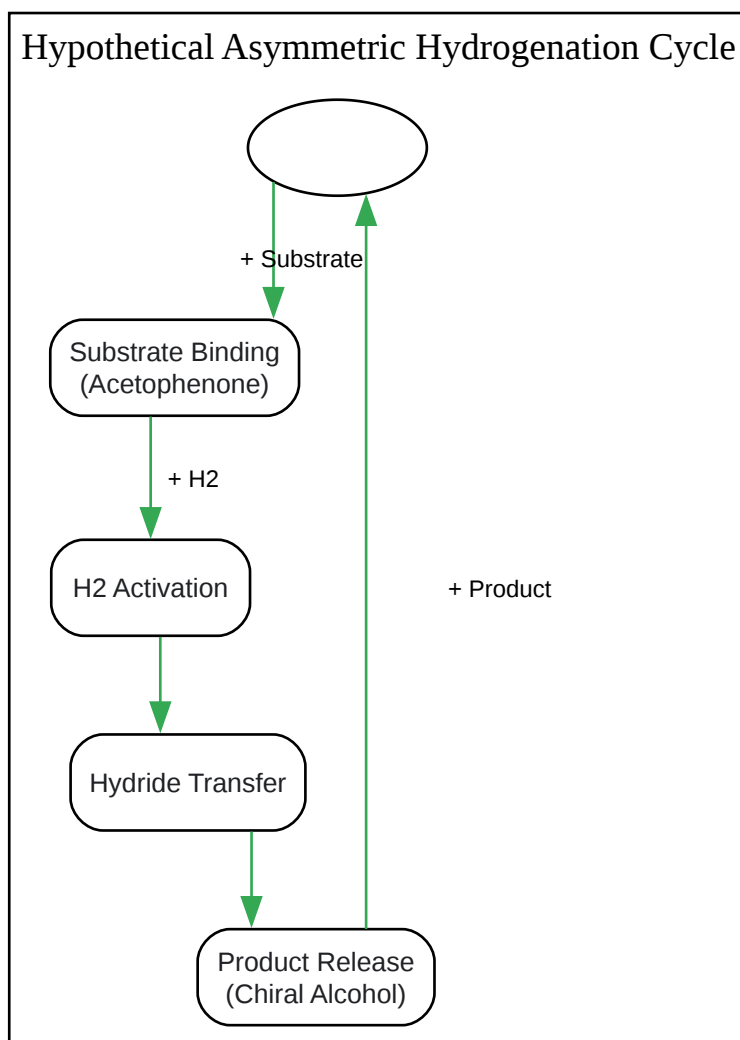 Hypothetical Asymmetric Hydrogenation Cycle
+ Substrate
Substrate Binding
(Acetophenone)
+ H2
H2 Activation
+ Product
Hydride Transfer
Product Release
(Chiral Alcohol)